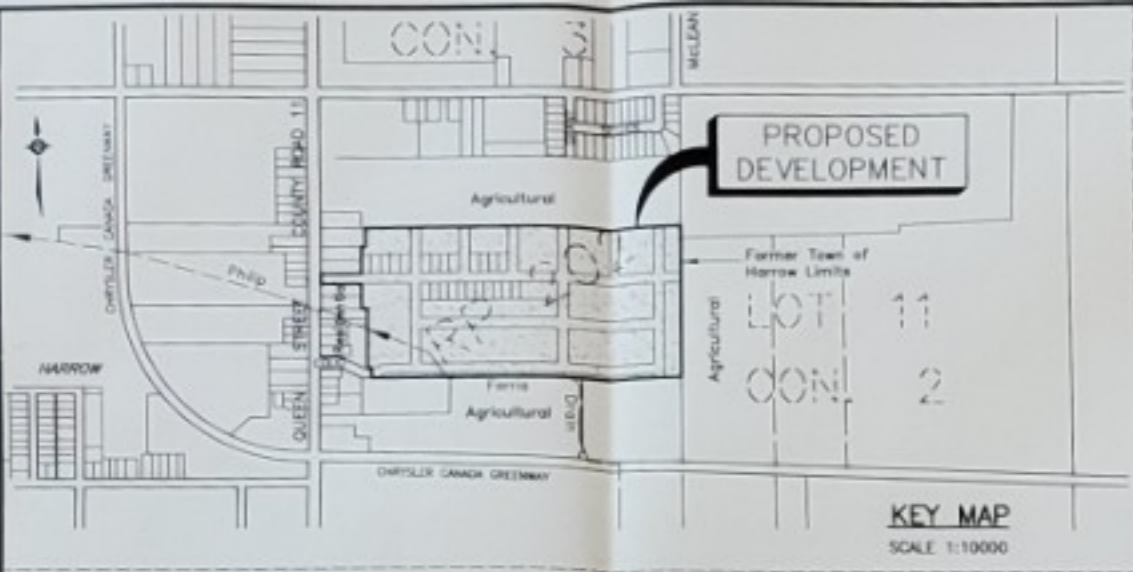 CON.
McLEAN
PROPOSED
DEVELOPMENT
CHRYSLER CANADA GREENWAY
COUNTY ROAD 11
QUEEN STREET
Agricultural
Former Town of
Harrow Limits
Philip
LOT 11
CON. 2
Agricultural
HARROW
Ferris
Agricultural
Drain
CHRYSLER CANADA GREENWAY
KEY MAP
SCALE 1:10000